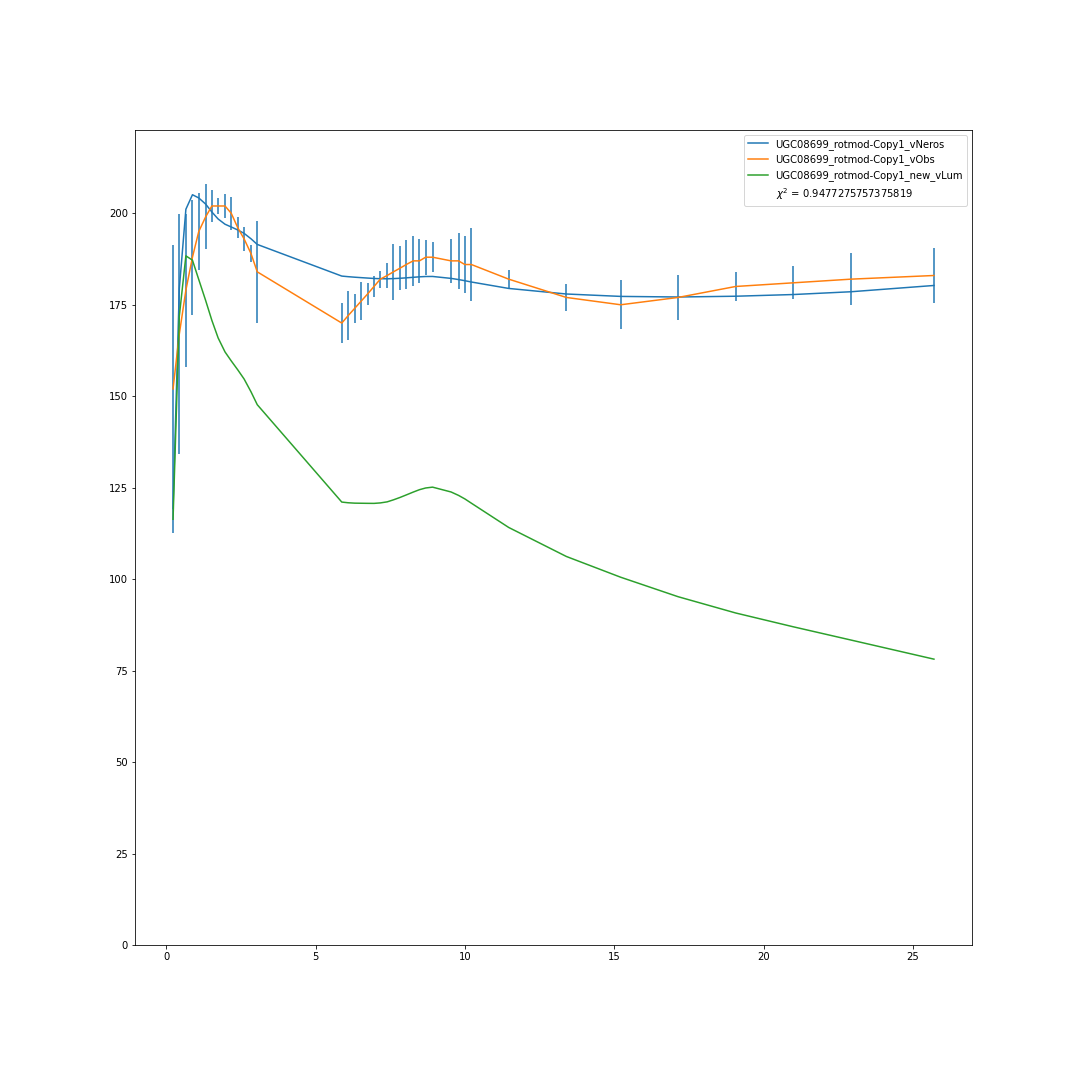 UGC08699_rotmod-Copy1_vNeros
UGC08699_rotmod-Copy1_vObs
UGC08699_rotmod-Copy1_new_vLum
χ² = 0.9477275757375819
200
175
150
125
100
75
50
25
0
0 5 10 15 20 25